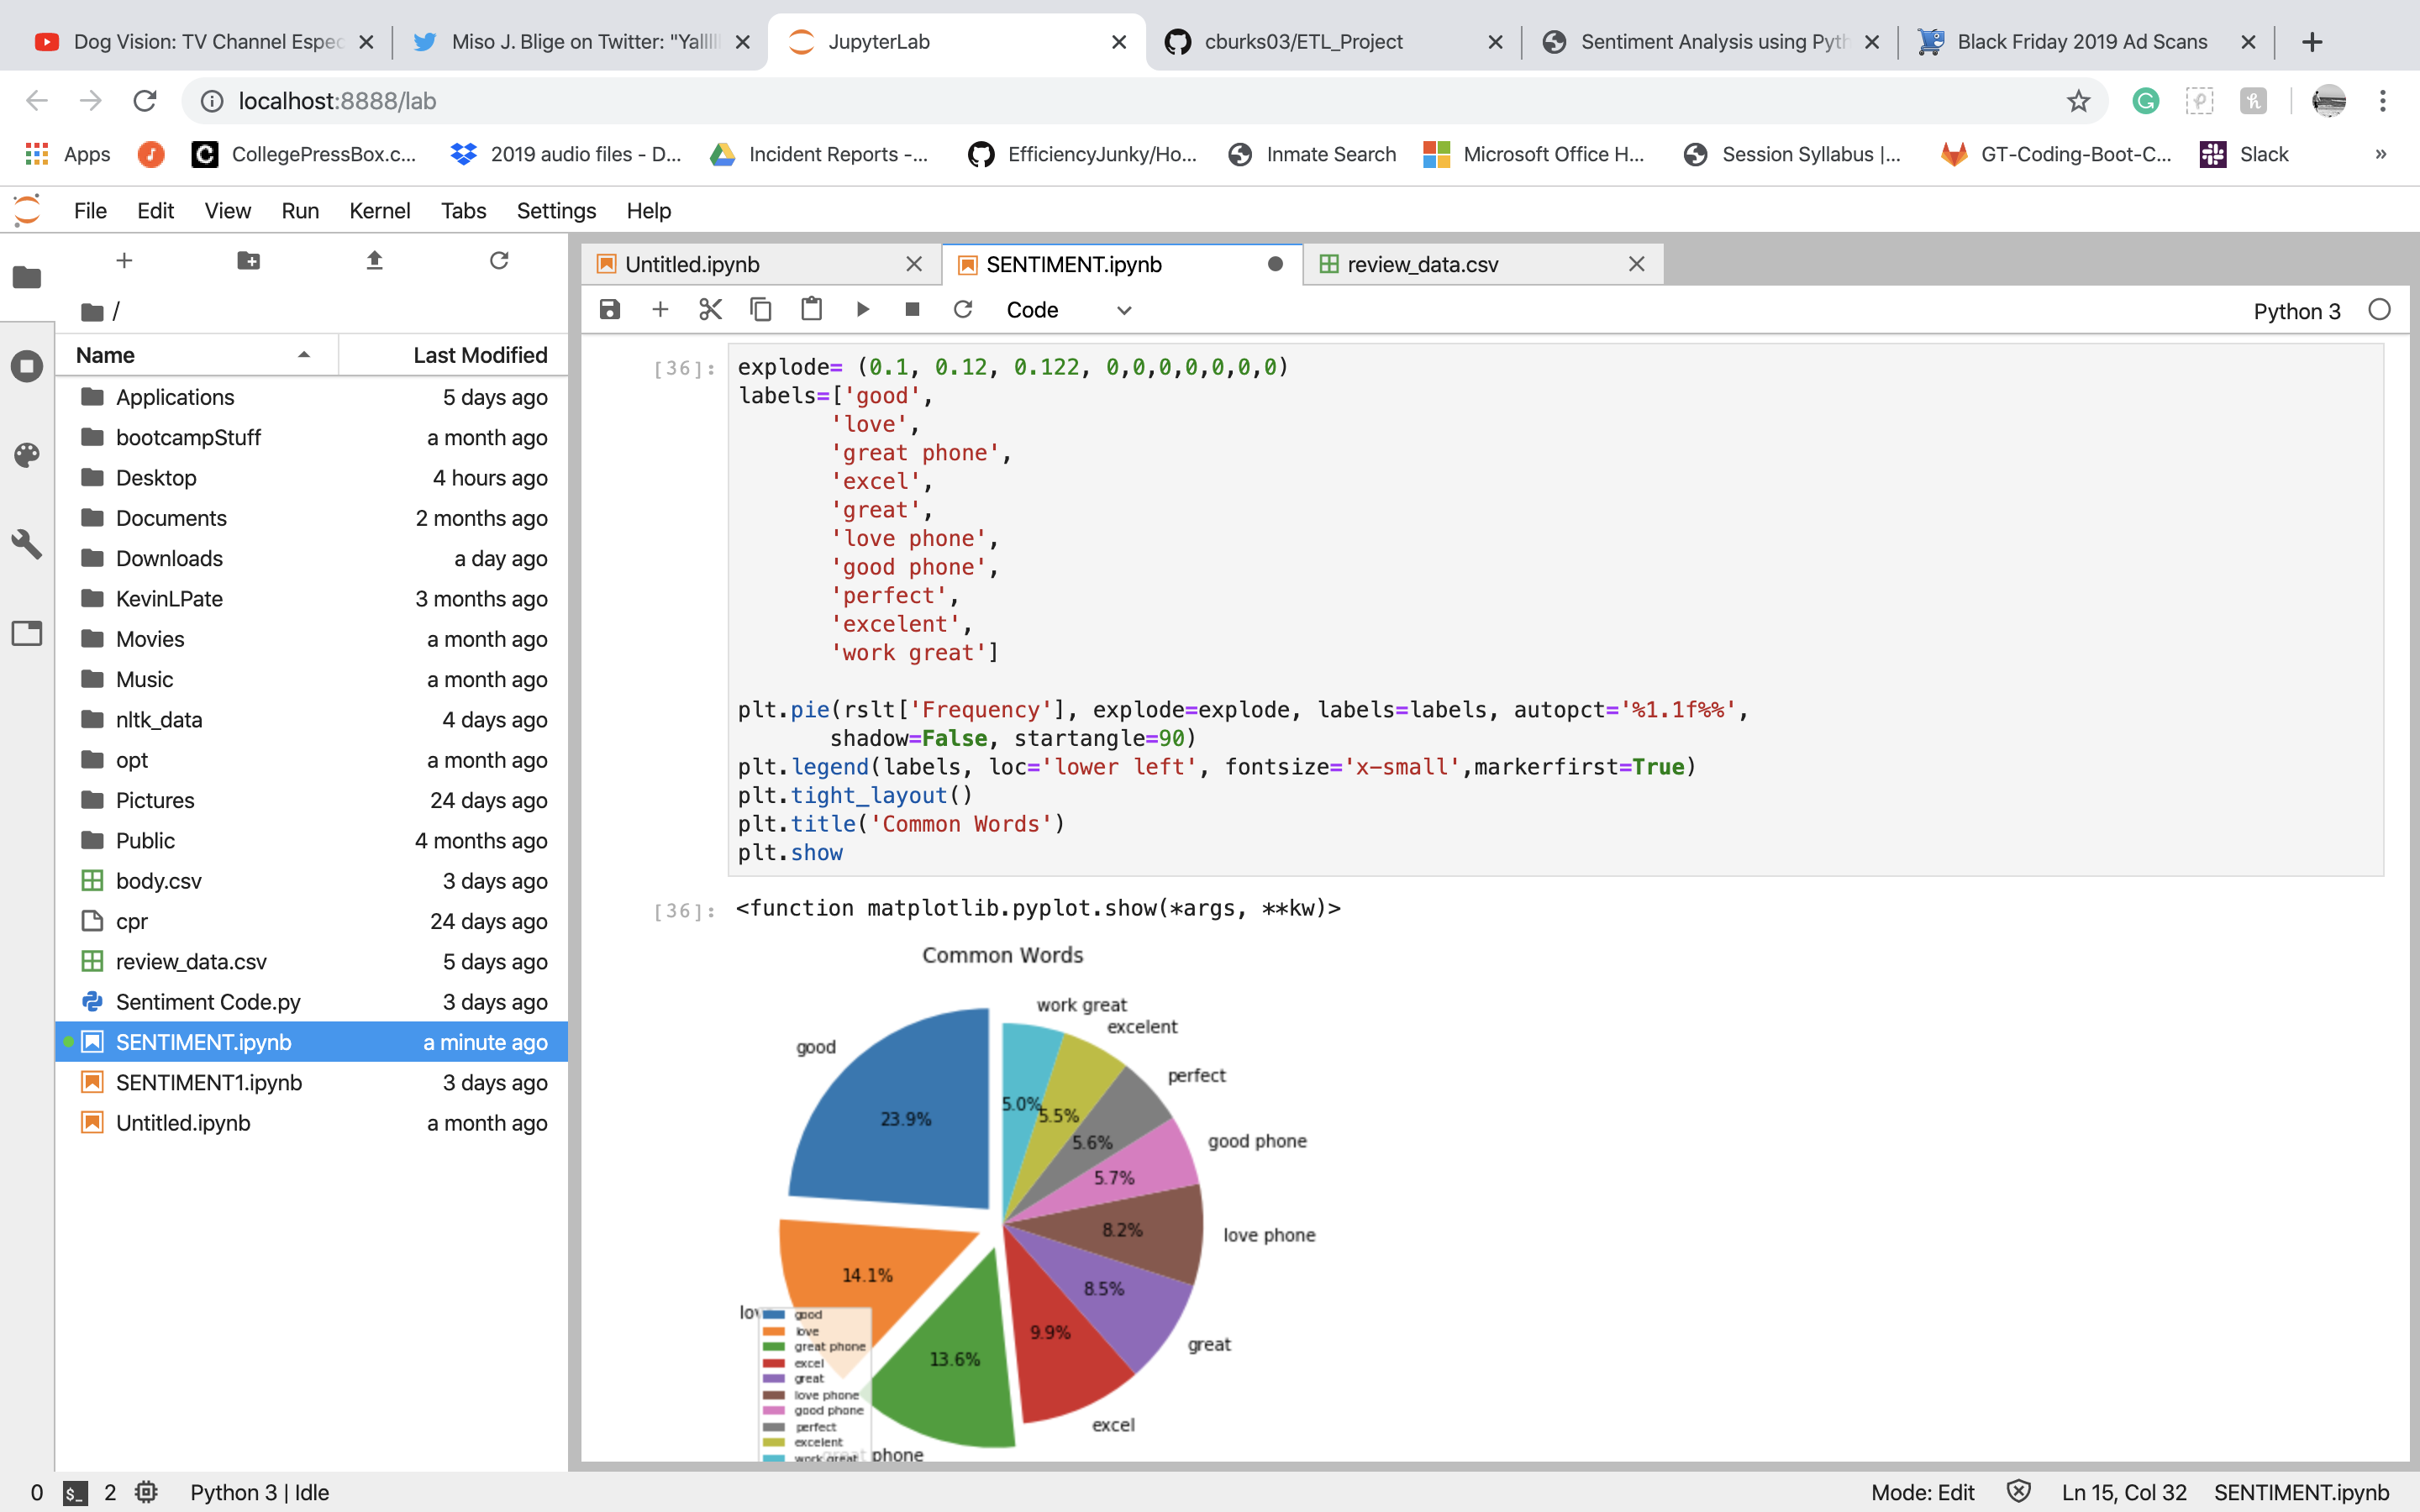 Dog Vision: TV Channel Espec
Miso J. Blige on Twitter: "Yalllll
JupyterLab
cburks03/ETL_Project
Sentiment Analysis using Pyth
Black Friday 2019 Ad Scans
localhost:8888/lab
Apps
CollegePressBox.c...
2019 audio files - D...
Incident Reports -...
EfficiencyJunky/Ho...
Inmate Search
Microsoft Office H...
Session Syllabus |...
GT-Coding-Boot-C...
Slack
»
File Edit View Run Kernel Tabs Settings Help
/
Name Last Modified
Applications 5 days ago
bootcampStuff a month ago
Desktop 4 hours ago
Documents 2 months ago
Downloads a day ago
KevinLPate 3 months ago
Movies a month ago
Music a month ago
nltk_data 4 days ago
opt a month ago
Pictures 24 days ago
Public 4 months ago
body.csv 3 days ago
cpr 24 days ago
review_data.csv 5 days ago
Sentiment Code.py 3 days ago
SENTIMENT.ipynb a minute ago
SENTIMENT1.ipynb 3 days ago
Untitled.ipynb a month ago
Untitled.ipynb
SENTIMENT.ipynb
review_data.csv
Code
Python 3
[36]:
explode= (0.1, 0.12, 0.122, 0,0,0,0,0,0,0)
labels=['good',
'love',
'great phone',
'excel',
'great',
'love phone',
'good phone',
'perfect',
'excelent',
'work great']
plt.pie(rslt['Frequency'], explode=explode, labels=labels, autopct='%1.1f%%',
shadow=False, startangle=90)
plt.legend(labels, loc='lower left', fontsize='x-small',markerfirst=True)
plt.tight_layout()
plt.title('Common Words')
plt.show
[36]: <function matplotlib.pyplot.show(*args, **kw)>
Common Words
work great
excelent
good
perfect
5.0%
5.5%
23.9%
5.6%
good phone
5.7%
8.2%
love phone
14.1%
8.5%
9.9%
great
13.6%
excel
phone
good
love
great phone
excel
great
love phone
good phone
perfect
excelent
work great
0 $_ 2 Python 3 | Idle
Mode: Edit Ln 15, Col 32 SENTIMENT.ipynb